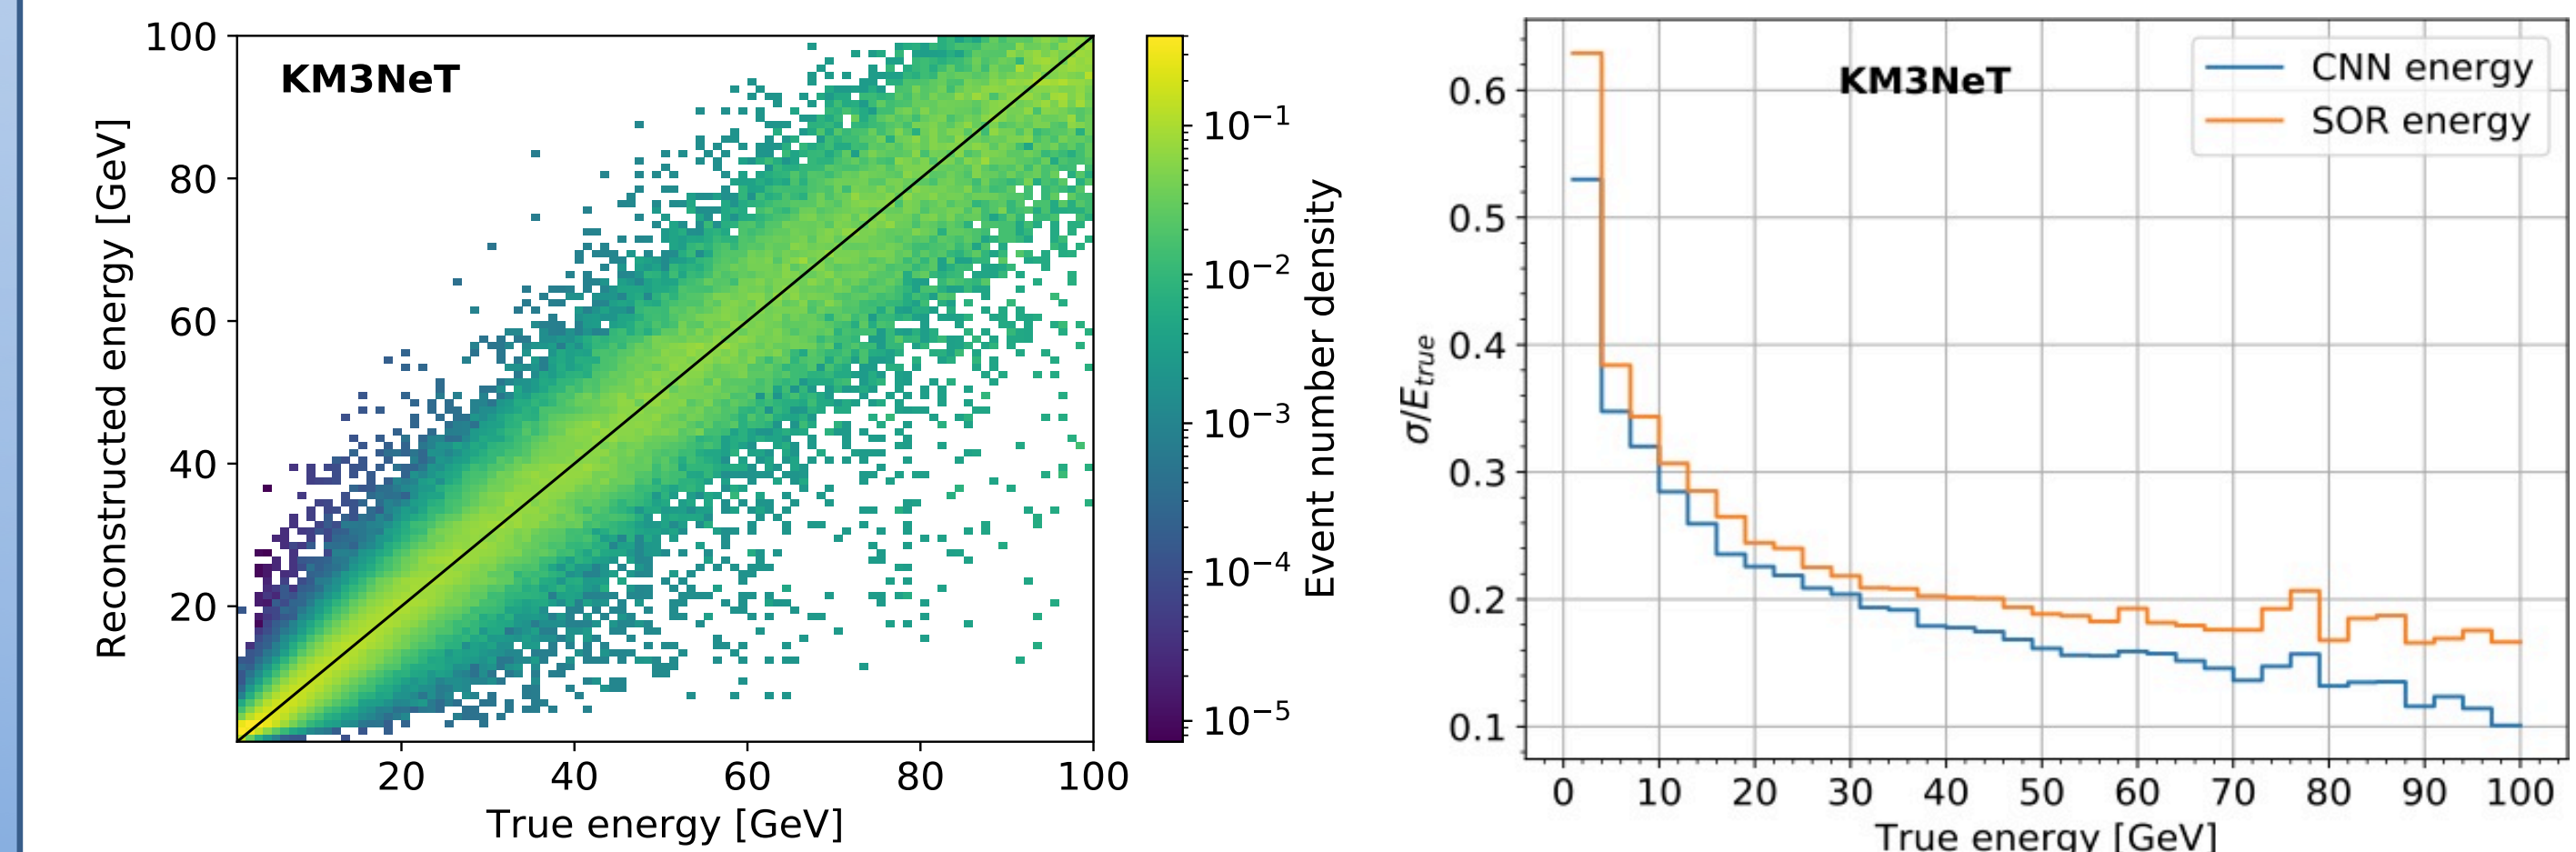 KM3NeT
Reconstructed energy [GeV]
100
80
60
40
20
20 40 60 80 100
True energy [GeV]
10⁻¹
10⁻²
10⁻³
10⁻⁴
10⁻⁵
Event number density
KM3NeT
CNN energy
SOR energy
σ/E_true
0.6
0.5
0.4
0.3
0.2
0.1
0 10 20 30 40 50 60 70 80 90 100
True energy [GeV]